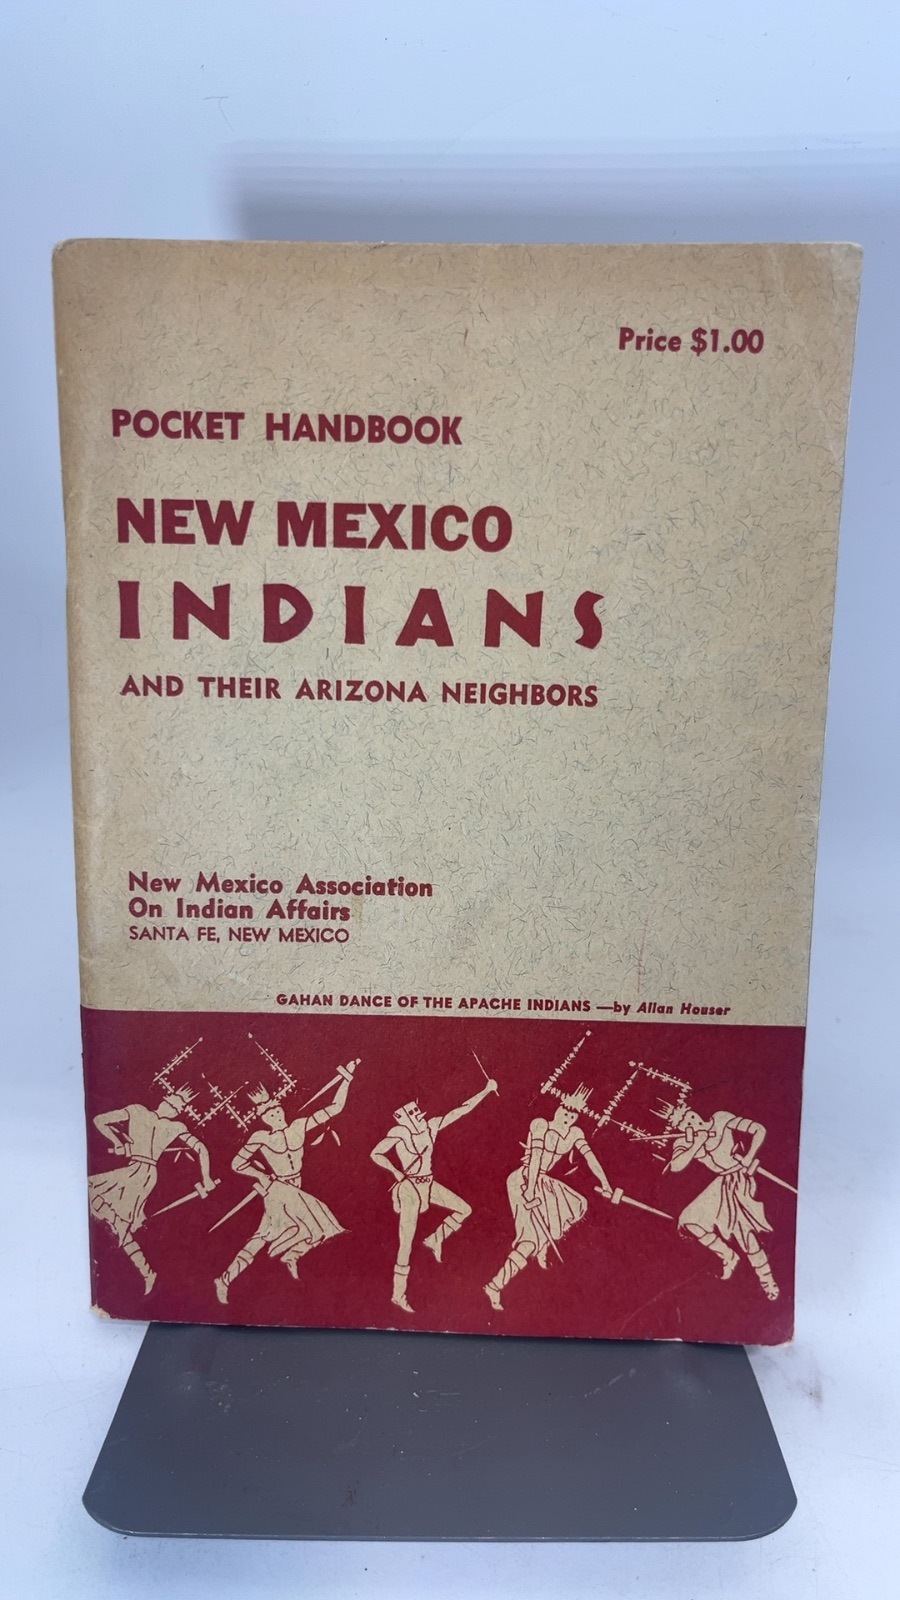 Price $1.00
POCKET HANDBOOK
NEW MEXICO
INDIANS
AND THEIR ARIZONA NEIGHBORS
New Mexico Association
On Indian Affairs
SANTA FE, NEW MEXICO
GAHAN DANCE OF THE APACHE INDIANS —by Allan Houser